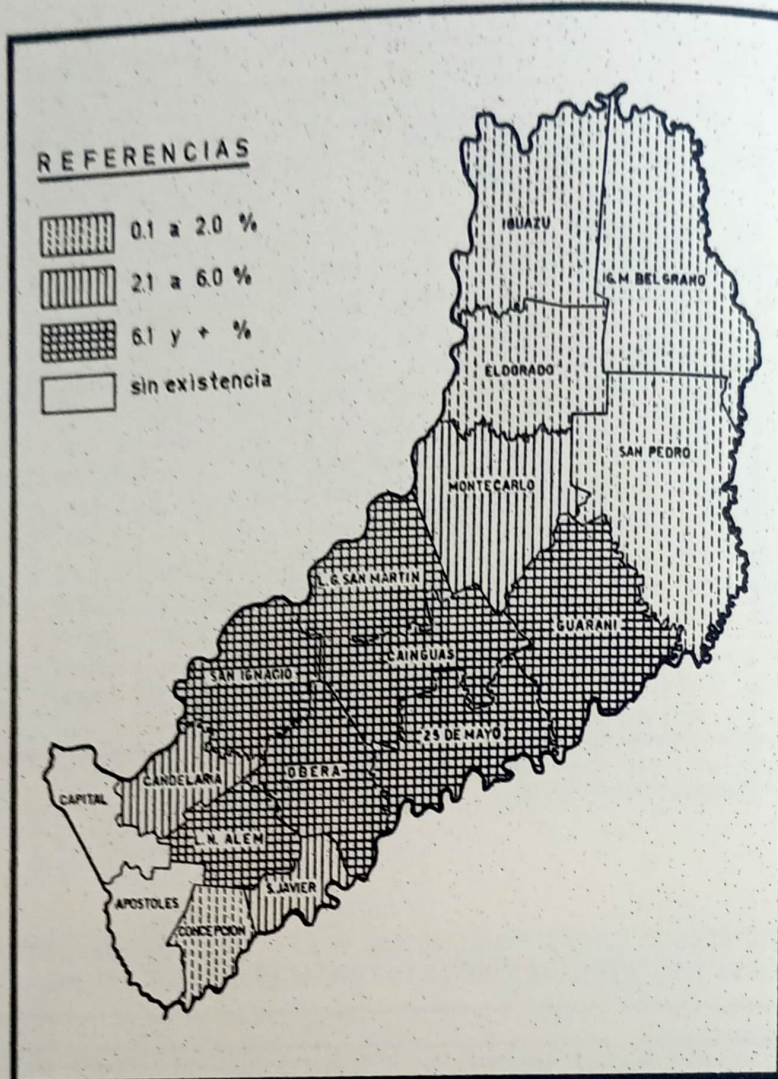 REFERENCIAS
0.1 a 2.0 %
2.1 a 6.0 %
6.1 y + %
sin existencia
IGUAZU
G.M BELGRANO
ELDORADO
SAN PEDRO
MONTECARLO
L.G. SAN MARTIN
GUARANI
CAINGUAS
SAN IGNACIO
25 DE MAYO
OBERA
CANDELARIA
CAPITAL
L.N. ALEM
S. JAVIER
APOSTOLES
CONCEPCION